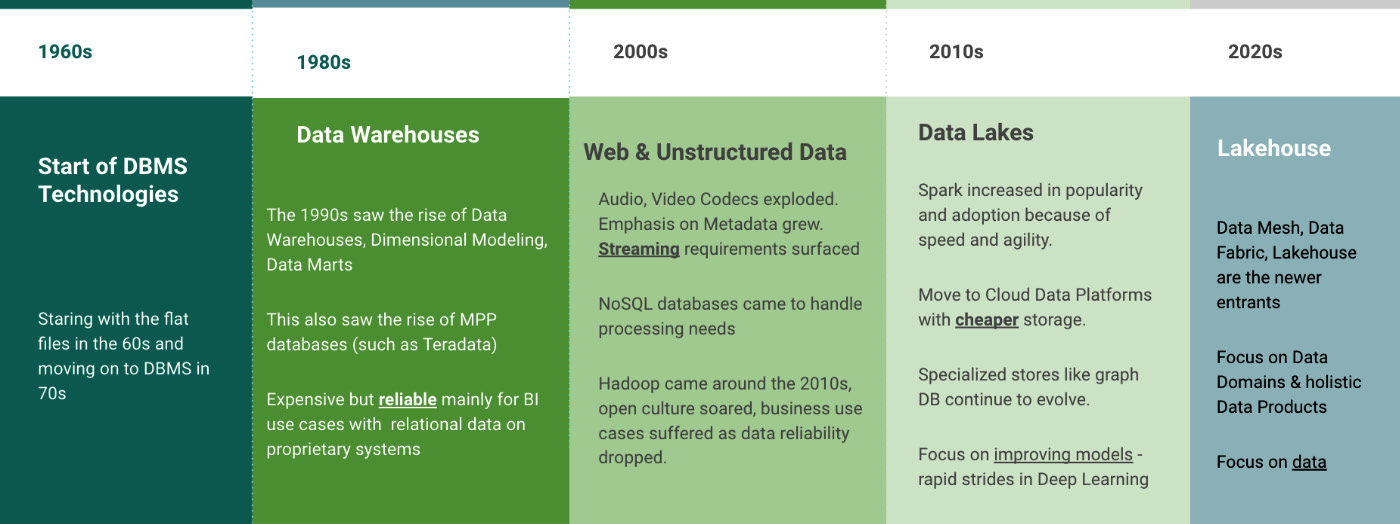 1960s
Start of DBMS
Technologies
Staring with the flat
files in the 60s and
moving on to DBMS in
70s
1980s
Data Warehouses
The 1990s saw the rise of Data
Warehouses, Dimensional Modeling,
Data Marts
This also saw the rise of MPP
databases (such as Teradata)
Expensive but reliable mainly for BI
use cases with relational data on
proprietary systems
2000s
Web & Unstructured Data
Audio, Video Codecs exploded.
Emphasis on Metadata grew.
Streaming requirements surfaced
NoSQL databases came to handle
processing needs
Hadoop came around the 2010s,
open culture soared, business use
cases suffered as data reliability
dropped.
2010s
Data Lakes
Spark increased in popularity
and adoption because of
speed and agility.
Move to Cloud Data Platforms
with cheaper storage.
Specialized stores like graph
DB continue to evolve.
Focus on improving models -
rapid strides in Deep Learning
2020s
Lakehouse
Data Mesh, Data
Fabric, Lakehouse
are the newer
entrants
Focus on Data
Domains & holistic
Data Products
Focus on data